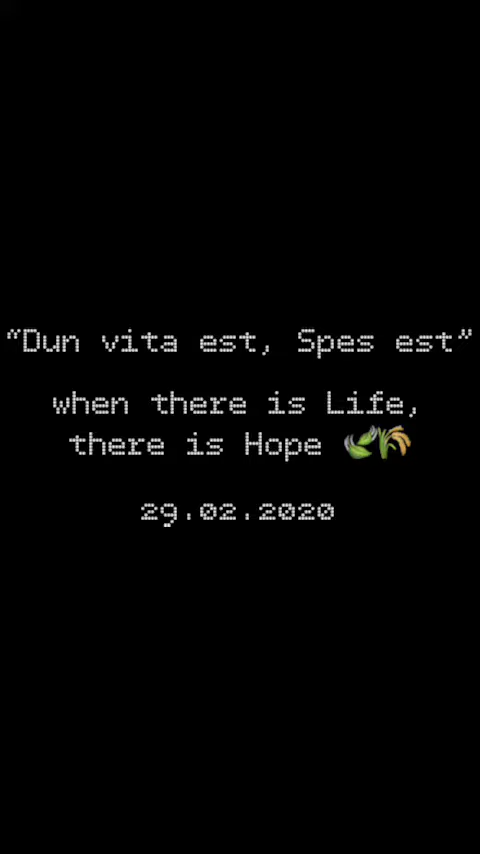 “Dun vita est, Spes est”
when there is Life,
there is Hope 🍃🌾
29.02.2020